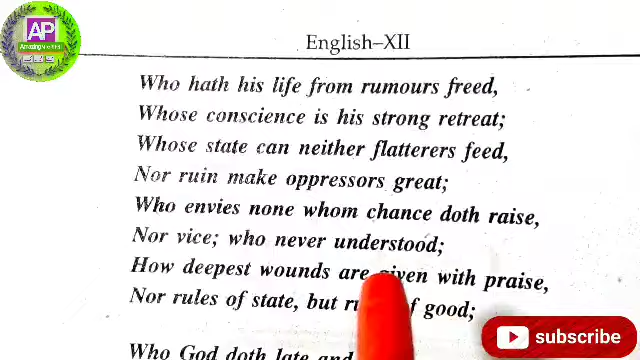 AP
English–XII
Who hath his life from rumours freed,
Whose conscience is his strong retreat;
Whose state can neither flatterers feed,
Nor ruin make oppressors great;
Who envies none whom chance doth raise,
Nor vice; who never understood;
How deepest wounds are given with praise,
Nor rules of state, but of good;
Who God doth late and
subscribe